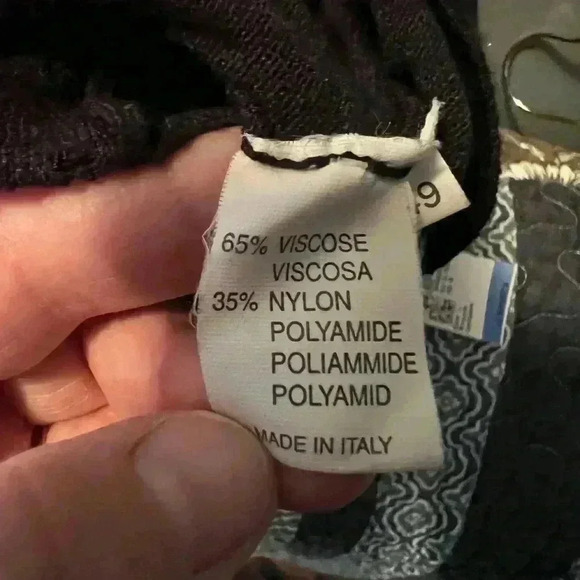 65% VISCOSE
VISCOSA
35% NYLON
POLYAMIDE
POLIAMMIDE
POLYAMID
MADE IN ITALY